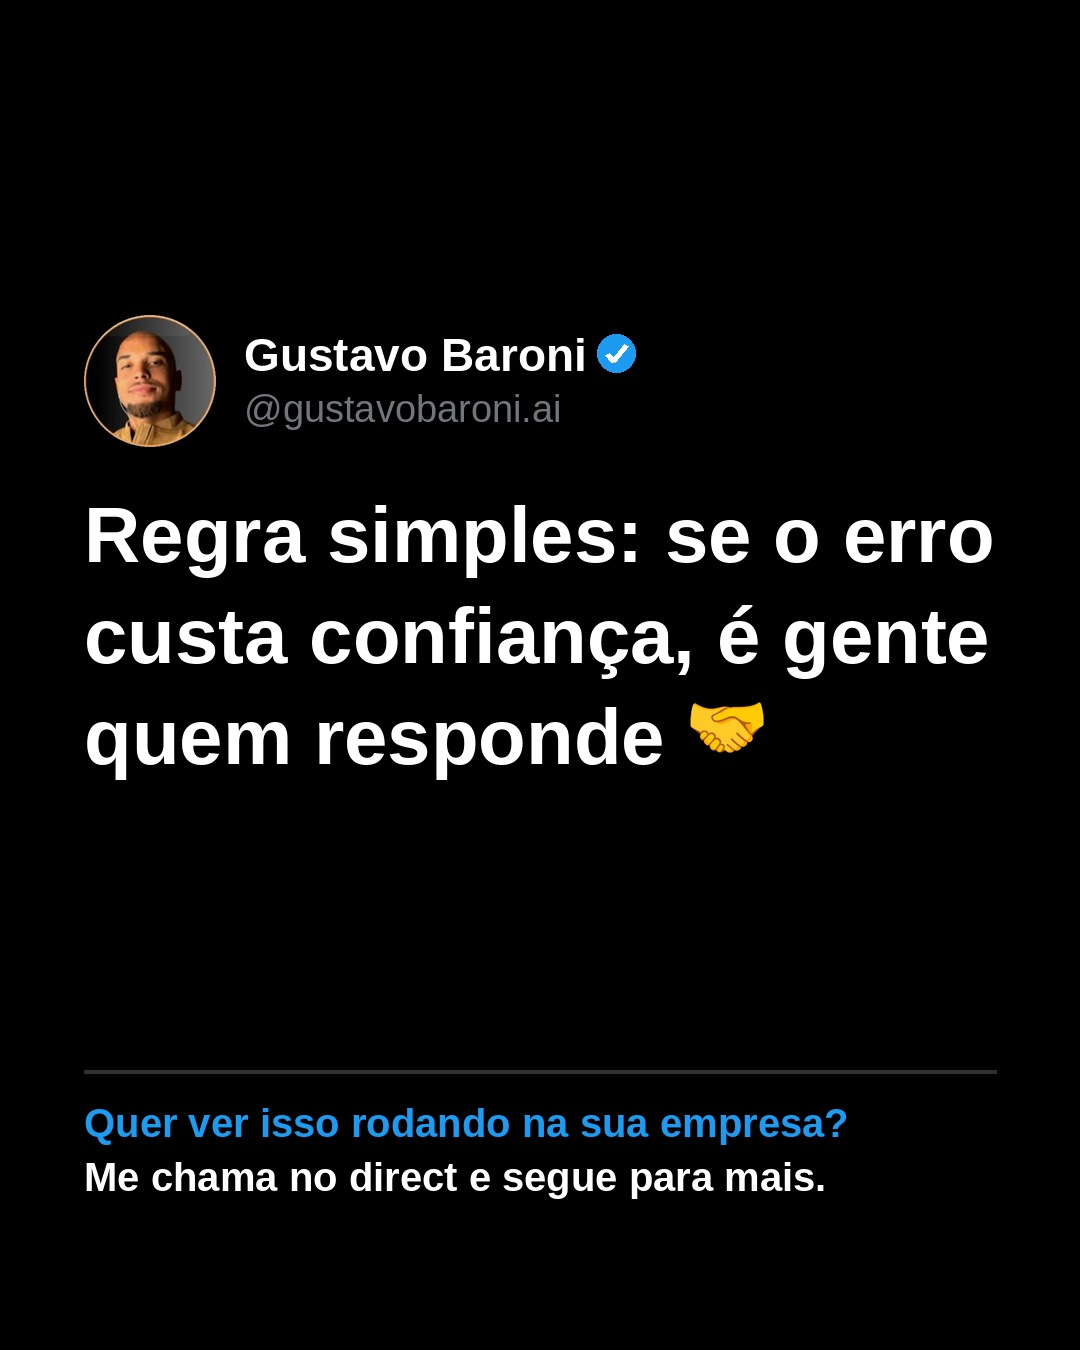 Gustavo Baroni
@gustavobaroni.ai
Regra simples: se o erro
custa confiança, é gente
quem responde 🤝
Quer ver isso rodando na sua empresa?
Me chama no direct e segue para mais.